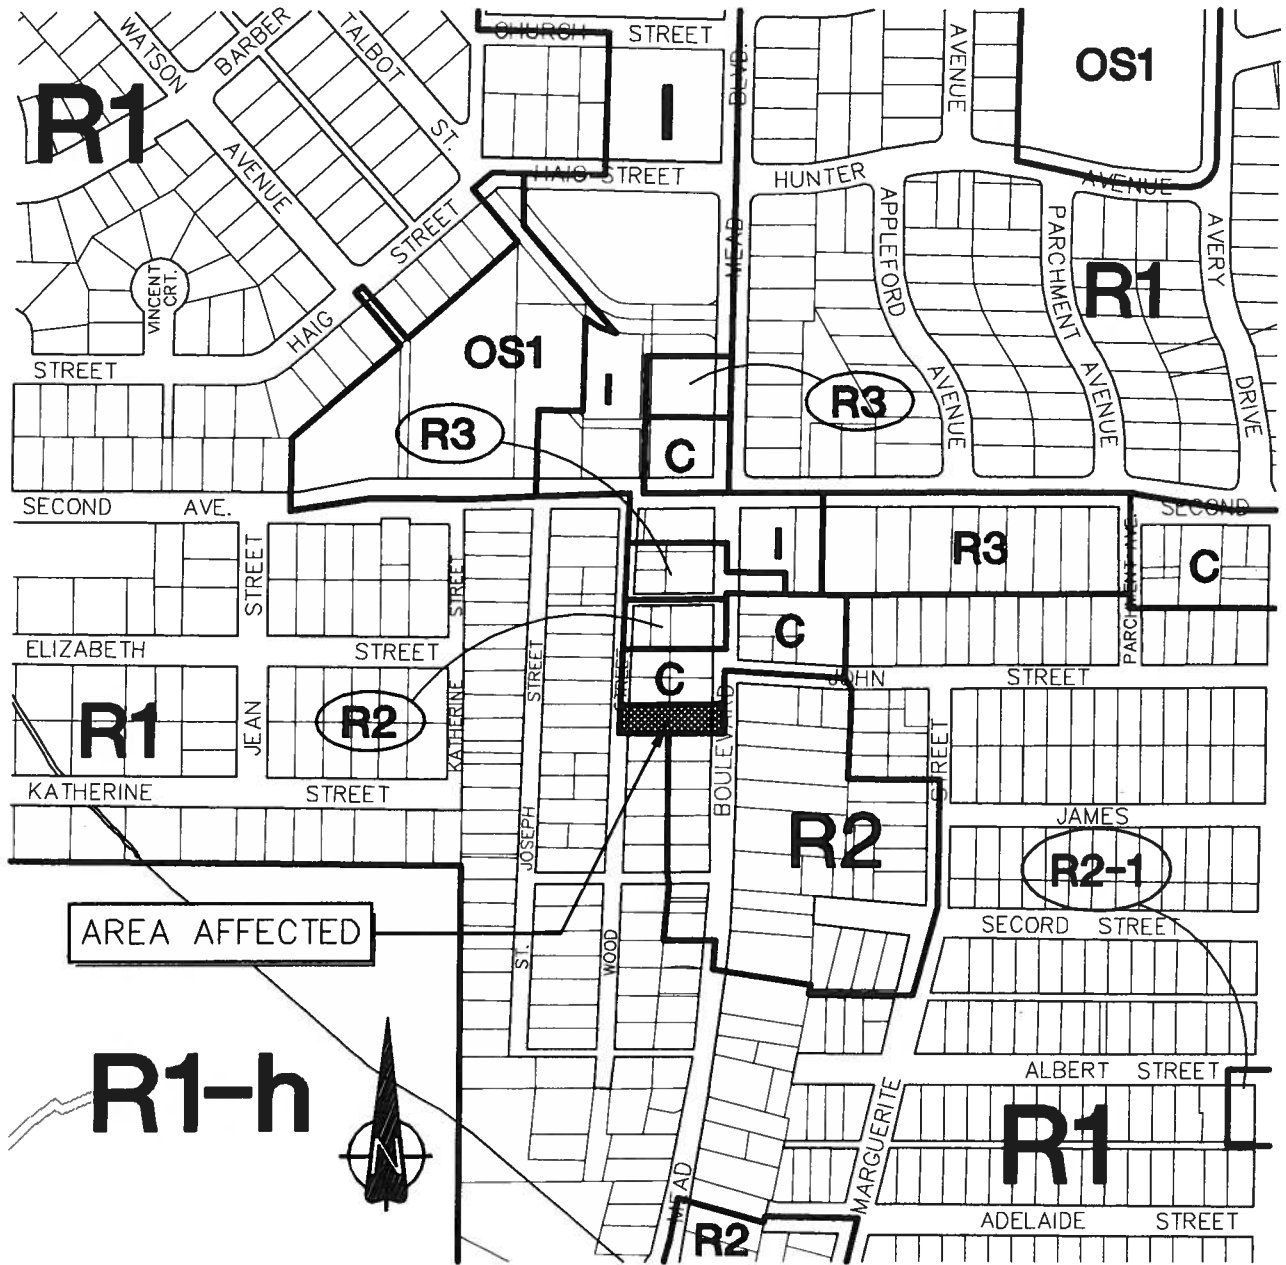 WATSON
BARBER
TALBOT
ST.
CHURCH STREET
BLVD.
AVENUE
OS1
R1
I
AVENUE
HAIG STREET
HUNTER
AVENUE
STREET
MEAD
APPLEFORD
PARCHMENT
AVERY
R1
VINCENT
CRT.
HAIG
STREET
OS1
I
R3
R3
AVENUE
AVENUE
DRIVE
R3
C
SECOND AVE.
SECOND
STREET
STREET
I
R3
PARCHMENT AVE.
C
C
ELIZABETH STREET
STREET
STREET
C
JOHN STREET
R1
JEAN
R2
KATHERINE
BOULEVARD
STREET
KATHERINE STREET
JOSEPH
R2
JAMES
R2-1
AREA AFFECTED
ST.
WOOD
SECORD STREET
R1-h
N
ALBERT STREET
MARGUERITE
R1
MEAD
ADELAIDE STREET
R2